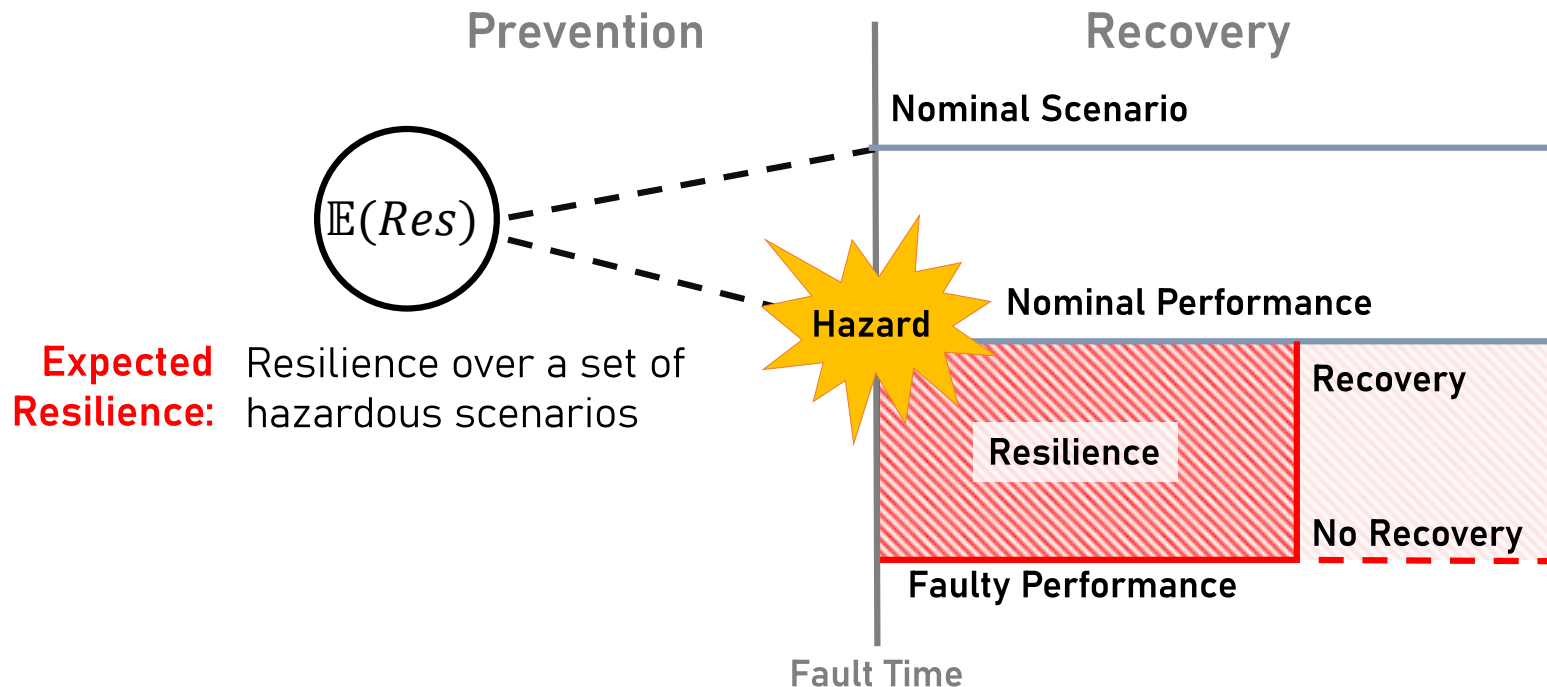 Prevention
Recovery
Nominal Scenario
𝔼(Res)
Hazard
Nominal Performance
Expected
Resilience:
Resilience over a set of
hazardous scenarios
Recovery
Resilience
No Recovery
Faulty Performance
Fault Time